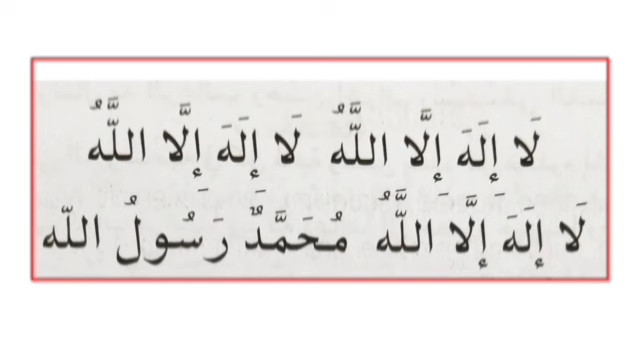 لَا إِلَهَ إِلَّا اللَّهُ لَا إِلَهَ إِلَّا اللَّهُ
لَا إِلَهَ إِلَّا اللَّهُ مُحَمَّدٌ رَسُولُ اللّه